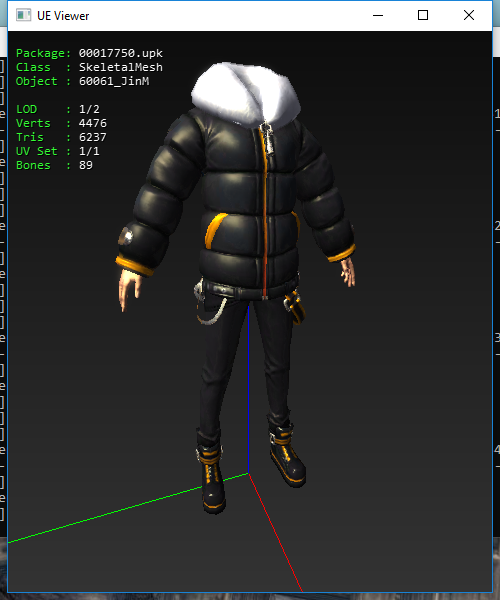 UE Viewer
Package: 00017750.upk
Class  : SkeletalMesh
Object : 60061_JinM
LOD    : 1/2
Verts  : 4476
Tris   : 6237
UV Set : 1/1
Bones  : 89